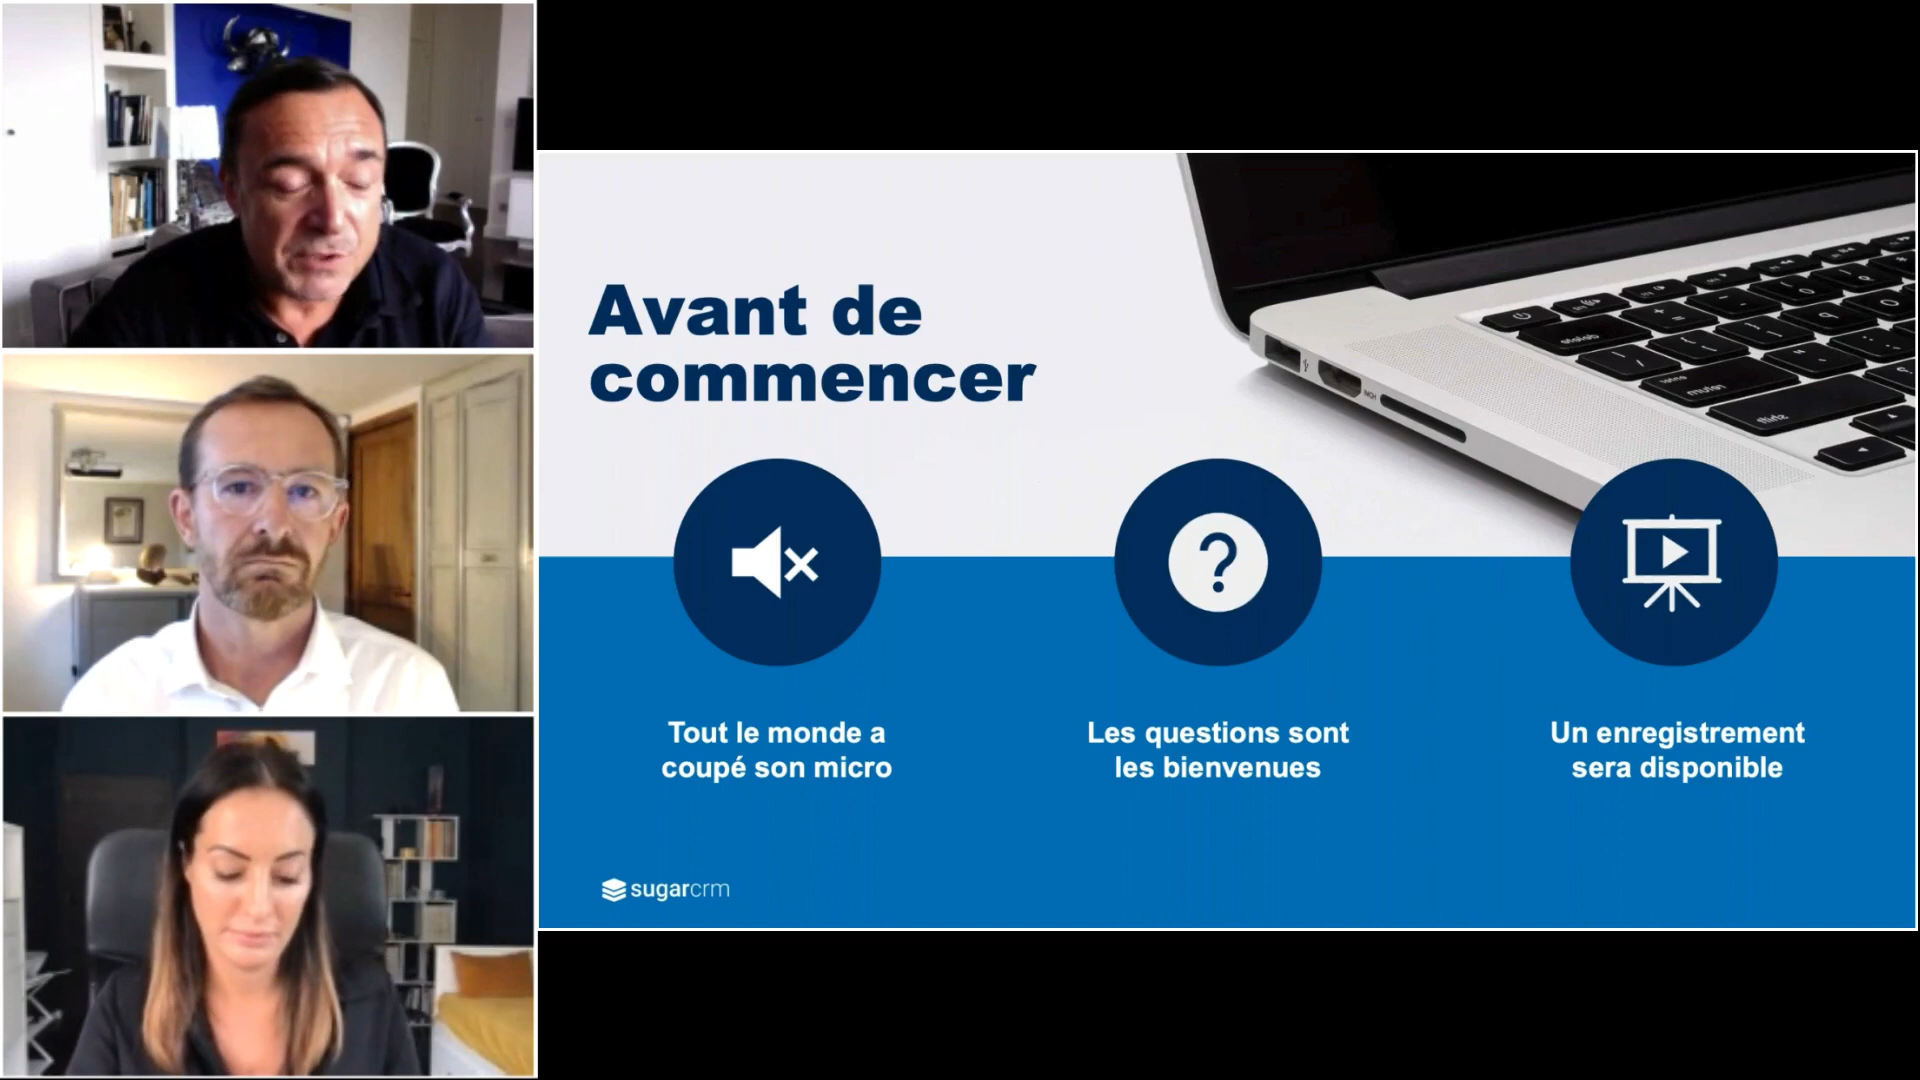 Avant de
commencer
Tout le monde a
coupé son micro
Les questions sont
les bienvenues
Un enregistrement
sera disponible
sugarcrm